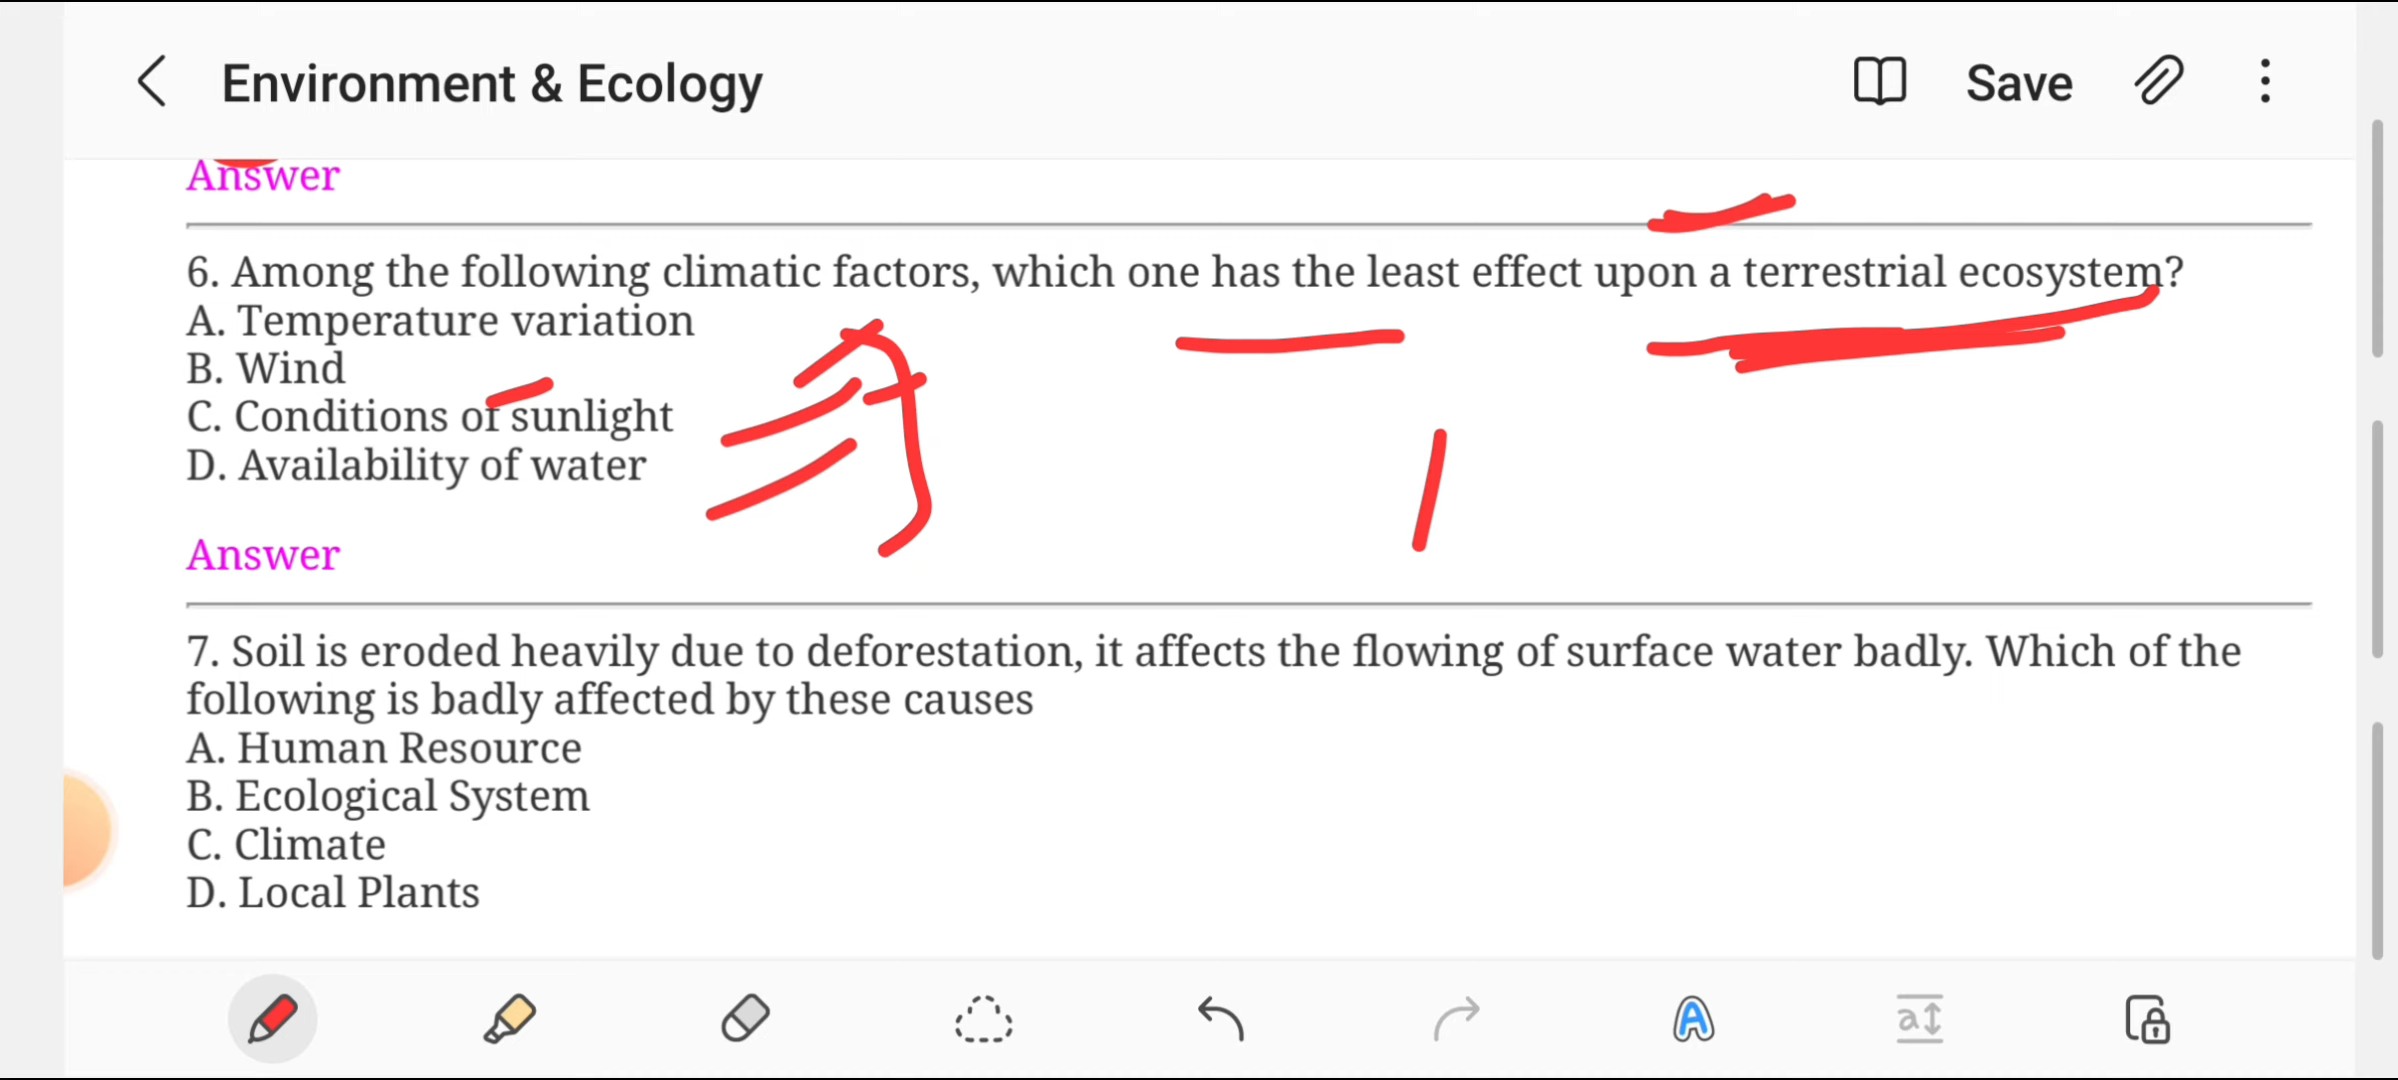 Environment & Ecology
Save
Answer
6. Among the following climatic factors, which one has the least effect upon a terrestrial ecosystem?
A. Temperature variation
B. Wind
C. Conditions of sunlight
D. Availability of water
Answer
7. Soil is eroded heavily due to deforestation, it affects the flowing of surface water badly. Which of the
following is badly affected by these causes
A. Human Resource
B. Ecological System
C. Climate
D. Local Plants
A
a